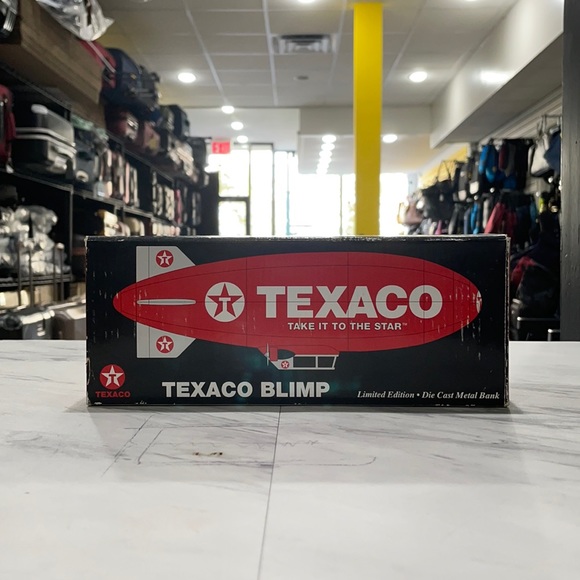 TEXACO
TAKE IT TO THE STAR™
TEXACO
TEXACO BLIMP
Limited Edition • Die Cast Metal Bank